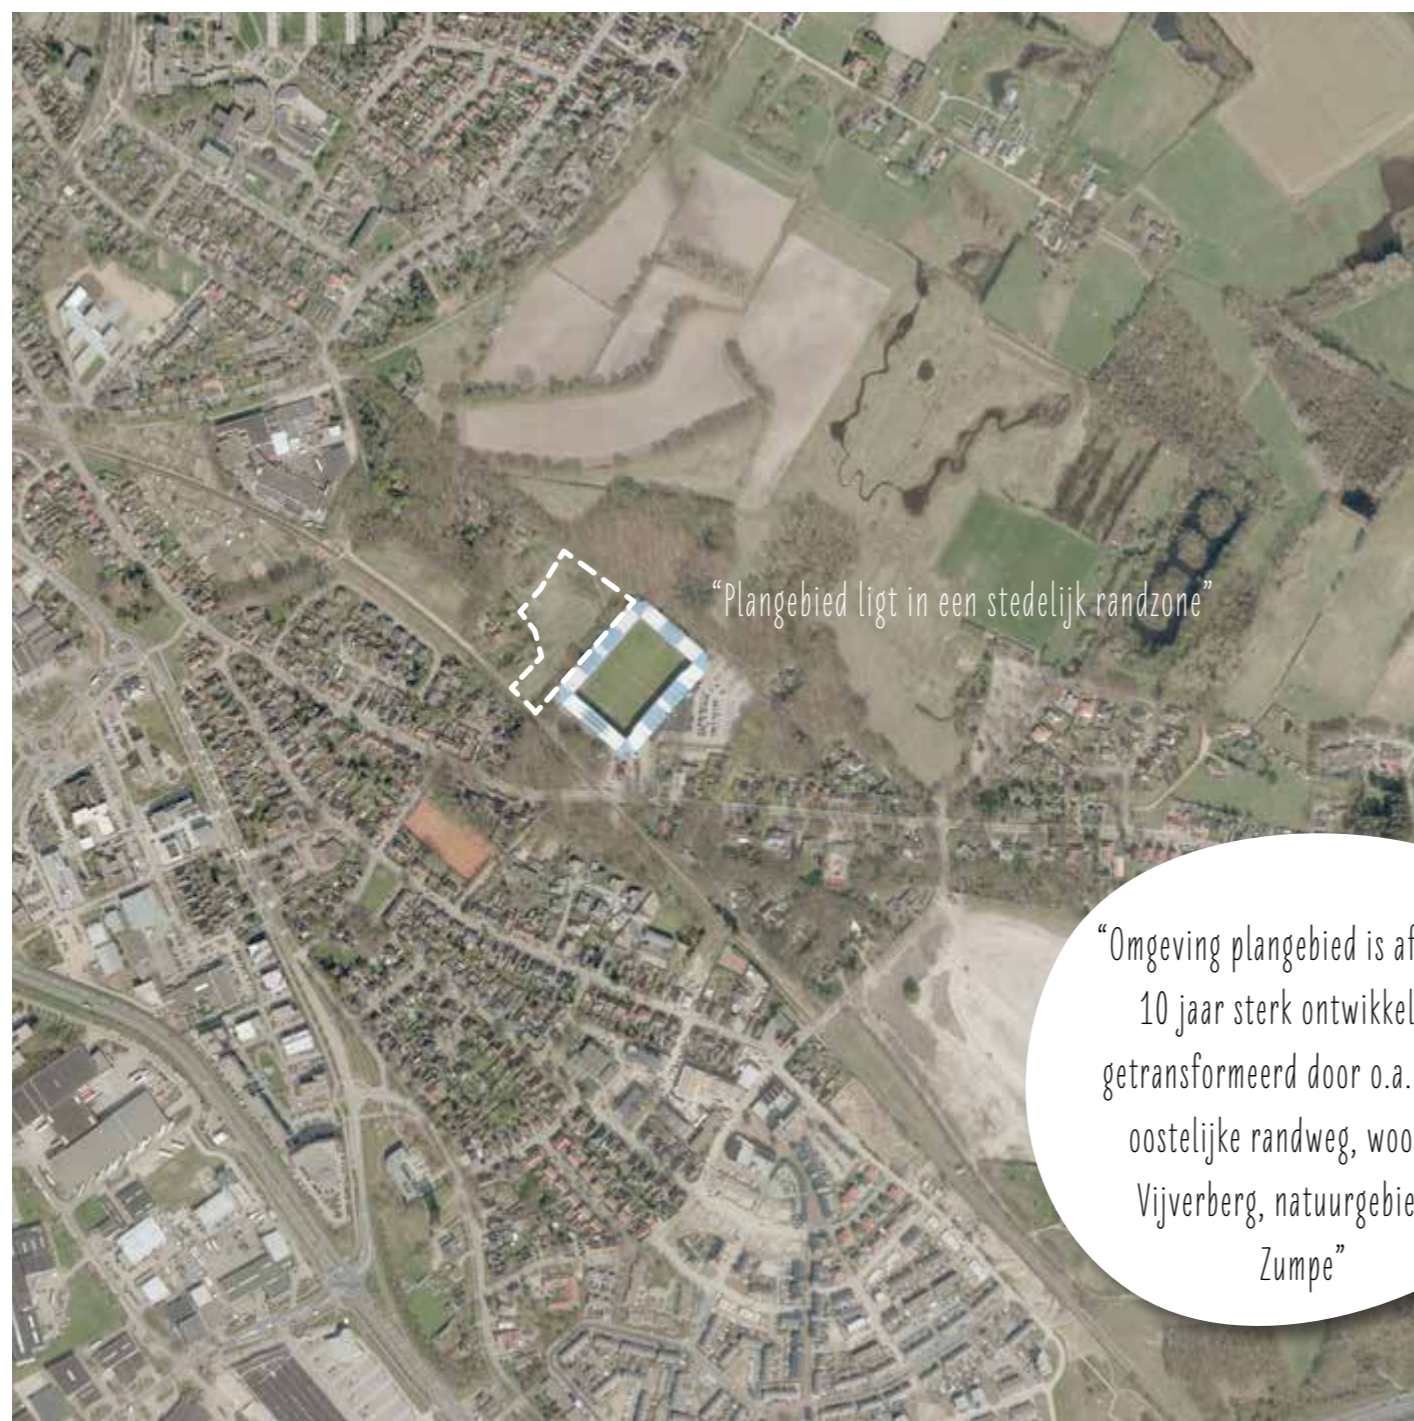 “Plangebied ligt in een stedelijk randzone”
“Omgeving plangebied is af
10 jaar sterk ontwikkel
getransformeerd door o.a.
oostelijke randweg, woo
Vijverberg, natuurgebie
Zumpe”